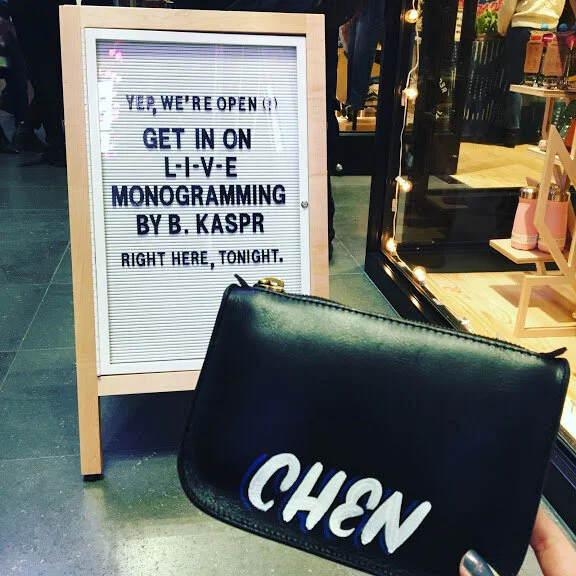 YEP, WE'RE OPEN (!)
GET IN ON
L-I-V-E
MONOGRAMMING
BY B. KASPR
RIGHT HERE, TONIGHT.
CHEN